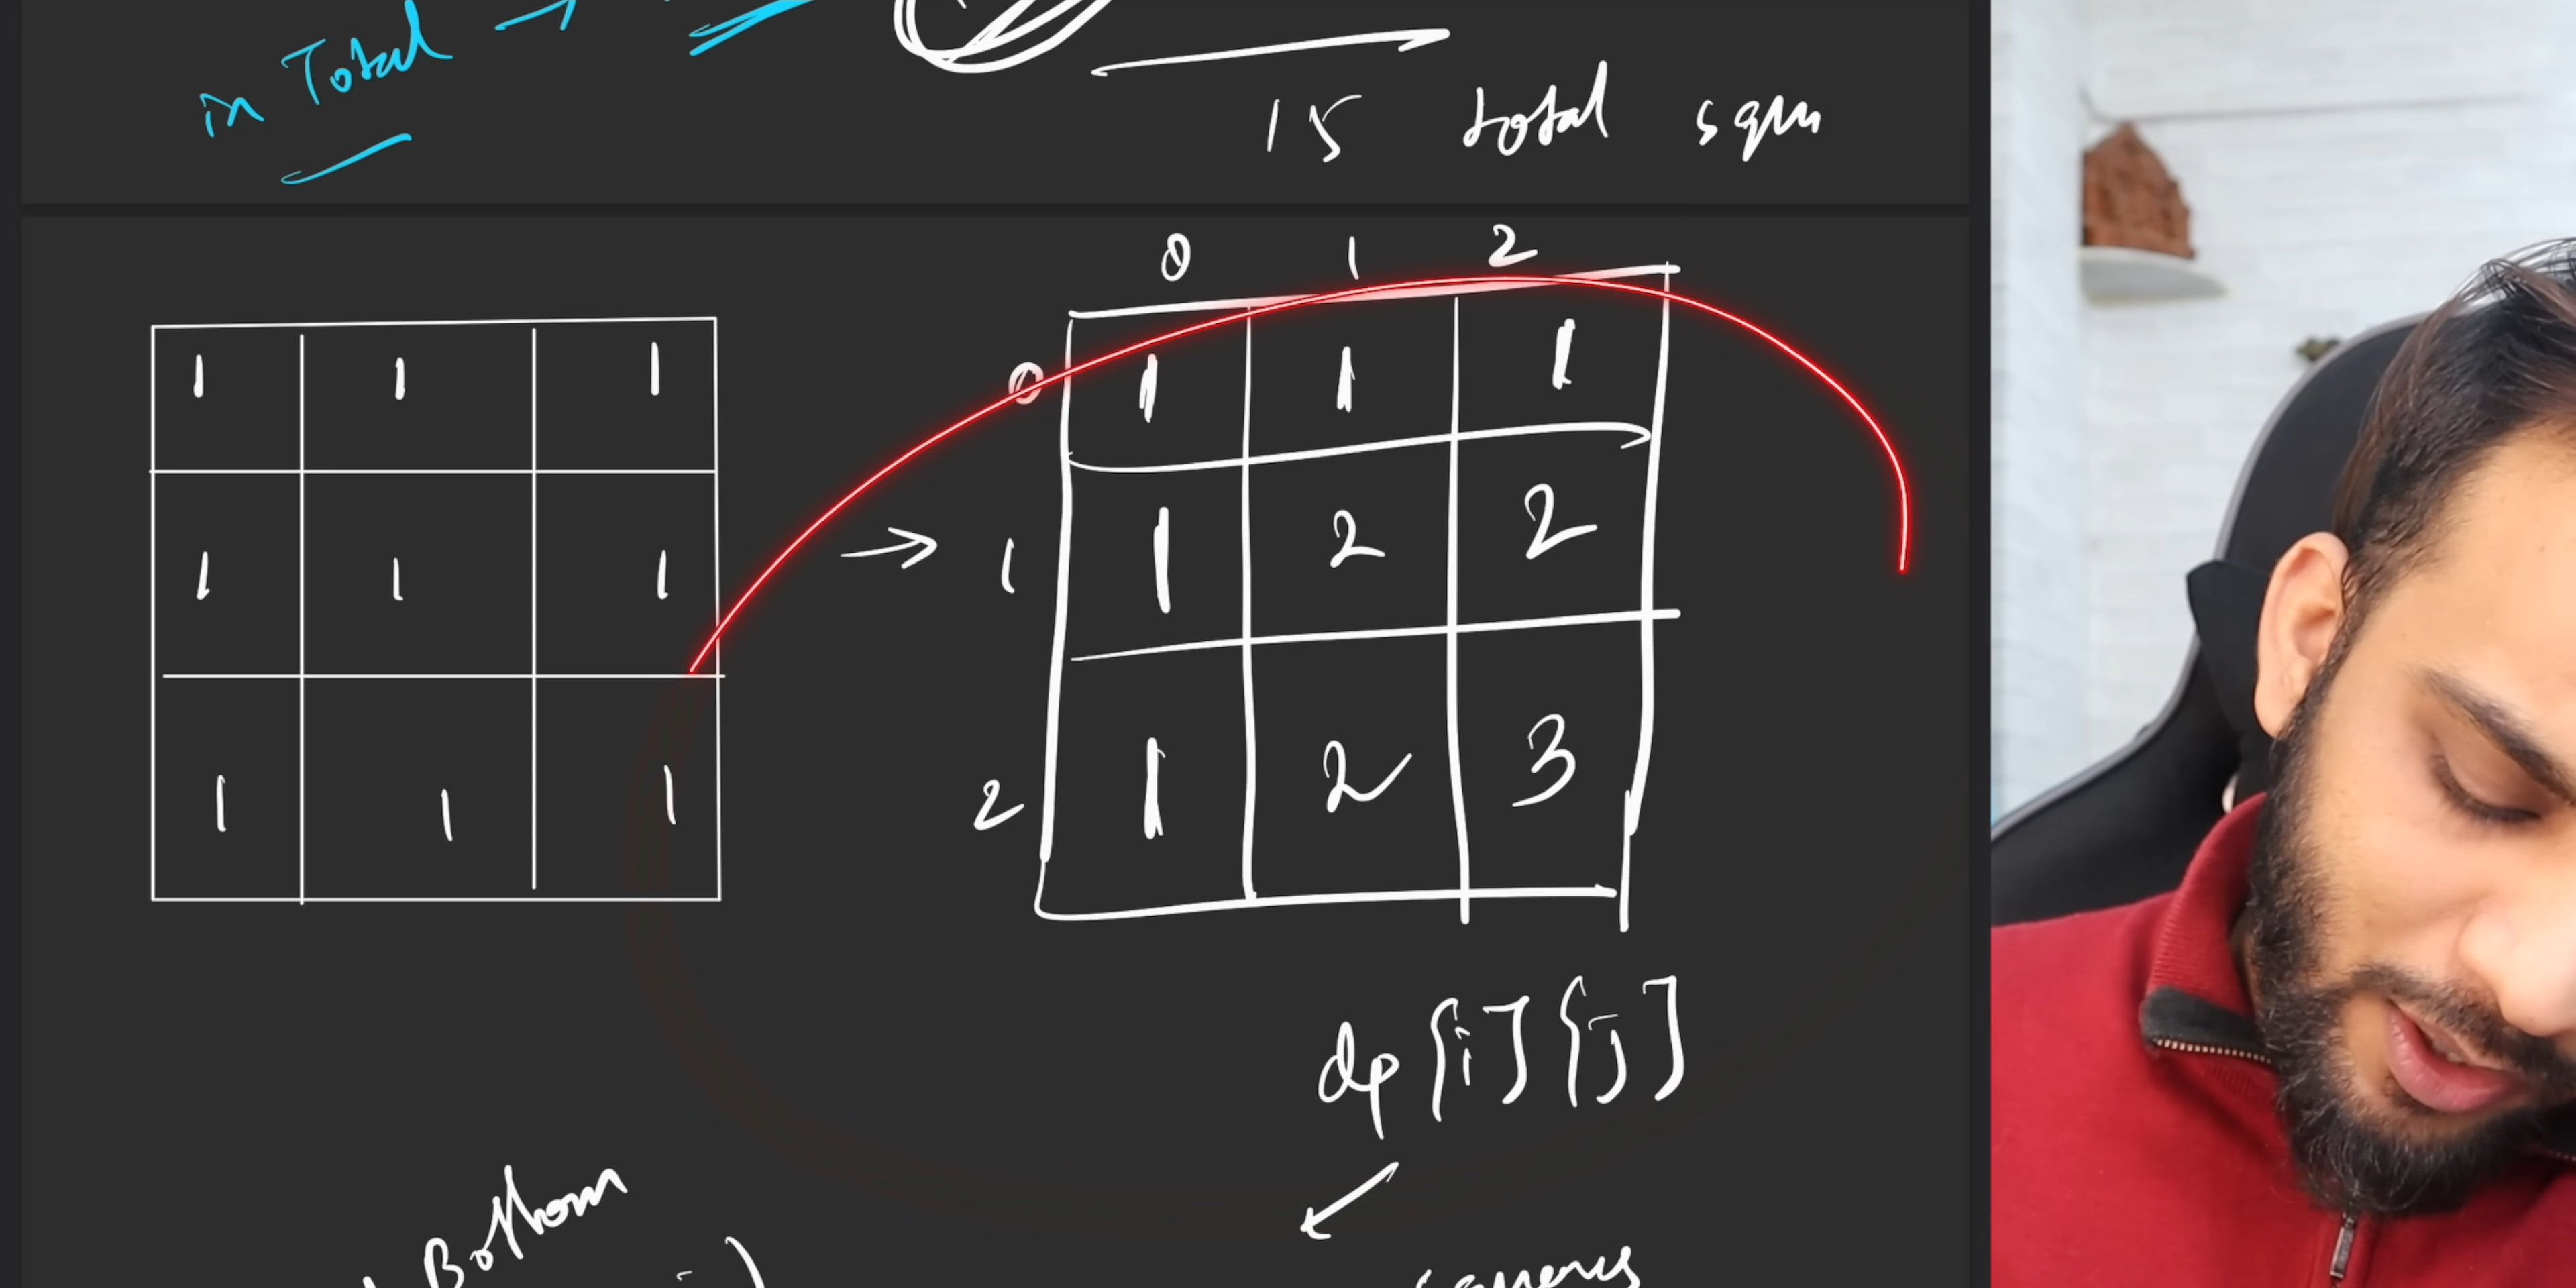 in Total →
15 total squ
0 1 2
1 1 1
0 1 1 1
1 1 1
→ 1 1 2 2
1 1 1
2 1 2 3
dp[i][j]
Bottom
squares